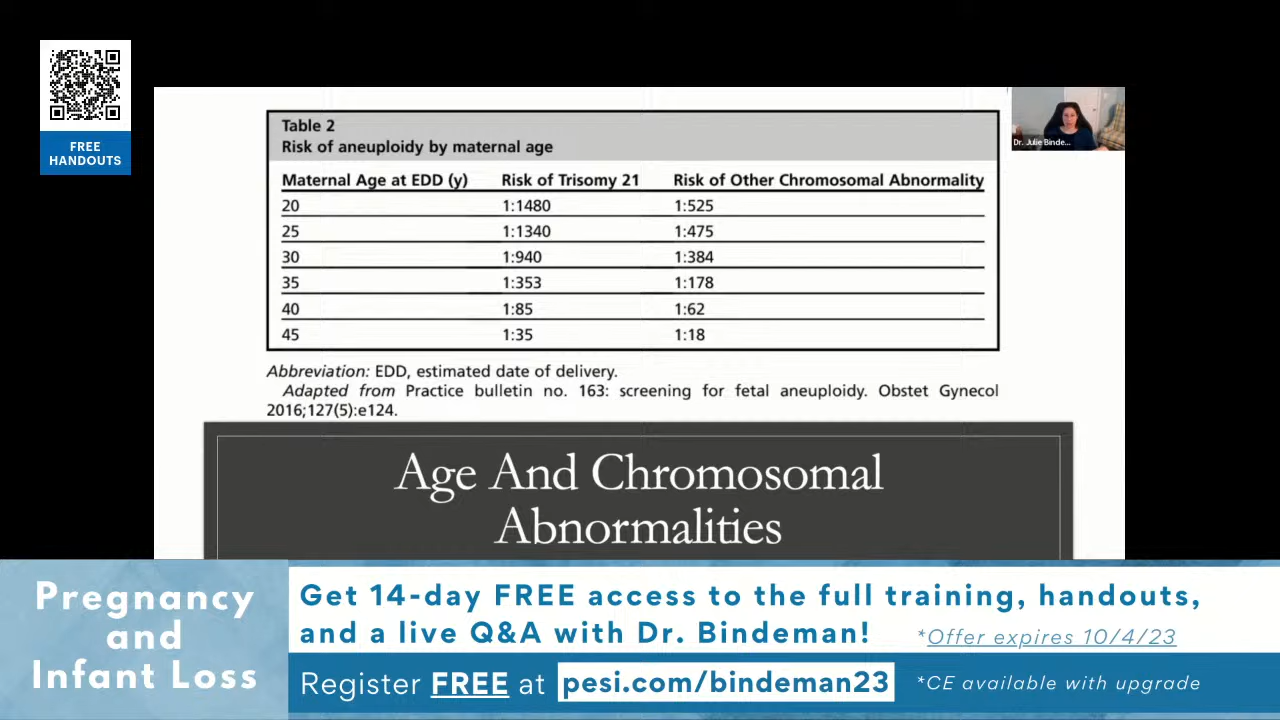 FREE
HANDOUTS
Dr. Julie Binde...
Table 2
Risk of aneuploidy by maternal age
Maternal Age at EDD (y) Risk of Trisomy 21 Risk of Other Chromosomal Abnormality
20 1:1480 1:525
25 1:1340 1:475
30 1:940 1:384
35 1:353 1:178
40 1:85 1:62
45 1:35 1:18
Abbreviation: EDD, estimated date of delivery.
Adapted from Practice bulletin no. 163: screening for fetal aneuploidy. Obstet Gynecol
2016;127(5):e124.
Age And Chromosomal
Abnormalities
Pregnancy
and
Infant Loss
Get 14-day FREE access to the full training, handouts,
and a live Q&A with Dr. Bindeman! *Offer expires 10/4/23
Register FREE at pesi.com/bindeman23 *CE available with upgrade